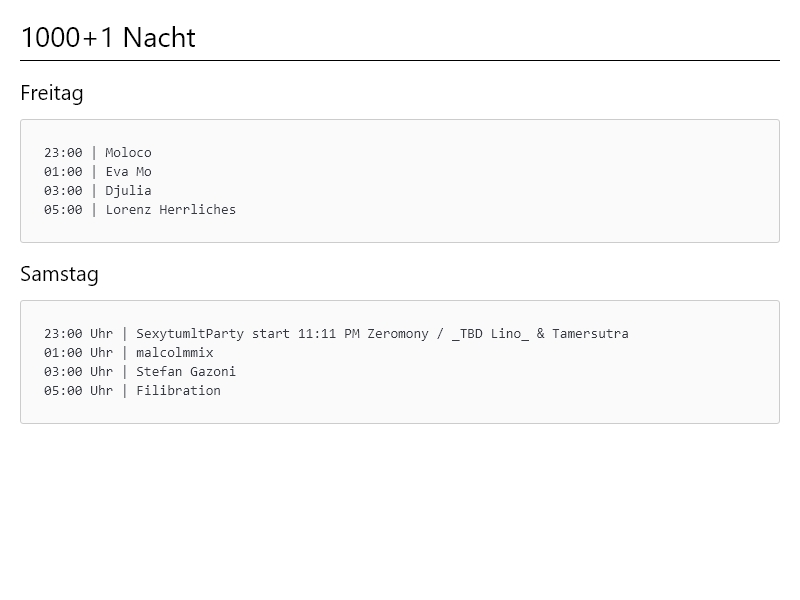 1000+1 Nacht
Freitag
23:00 | Moloco
01:00 | Eva Mo
03:00 | Djulia
05:00 | Lorenz Herrliches
Samstag
23:00 Uhr | SexytumltParty start 11:11 PM Zeromony / _TBD Lino_ & Tamersutra
01:00 Uhr | malcolmmix
03:00 Uhr | Stefan Gazoni
05:00 Uhr | Filibration